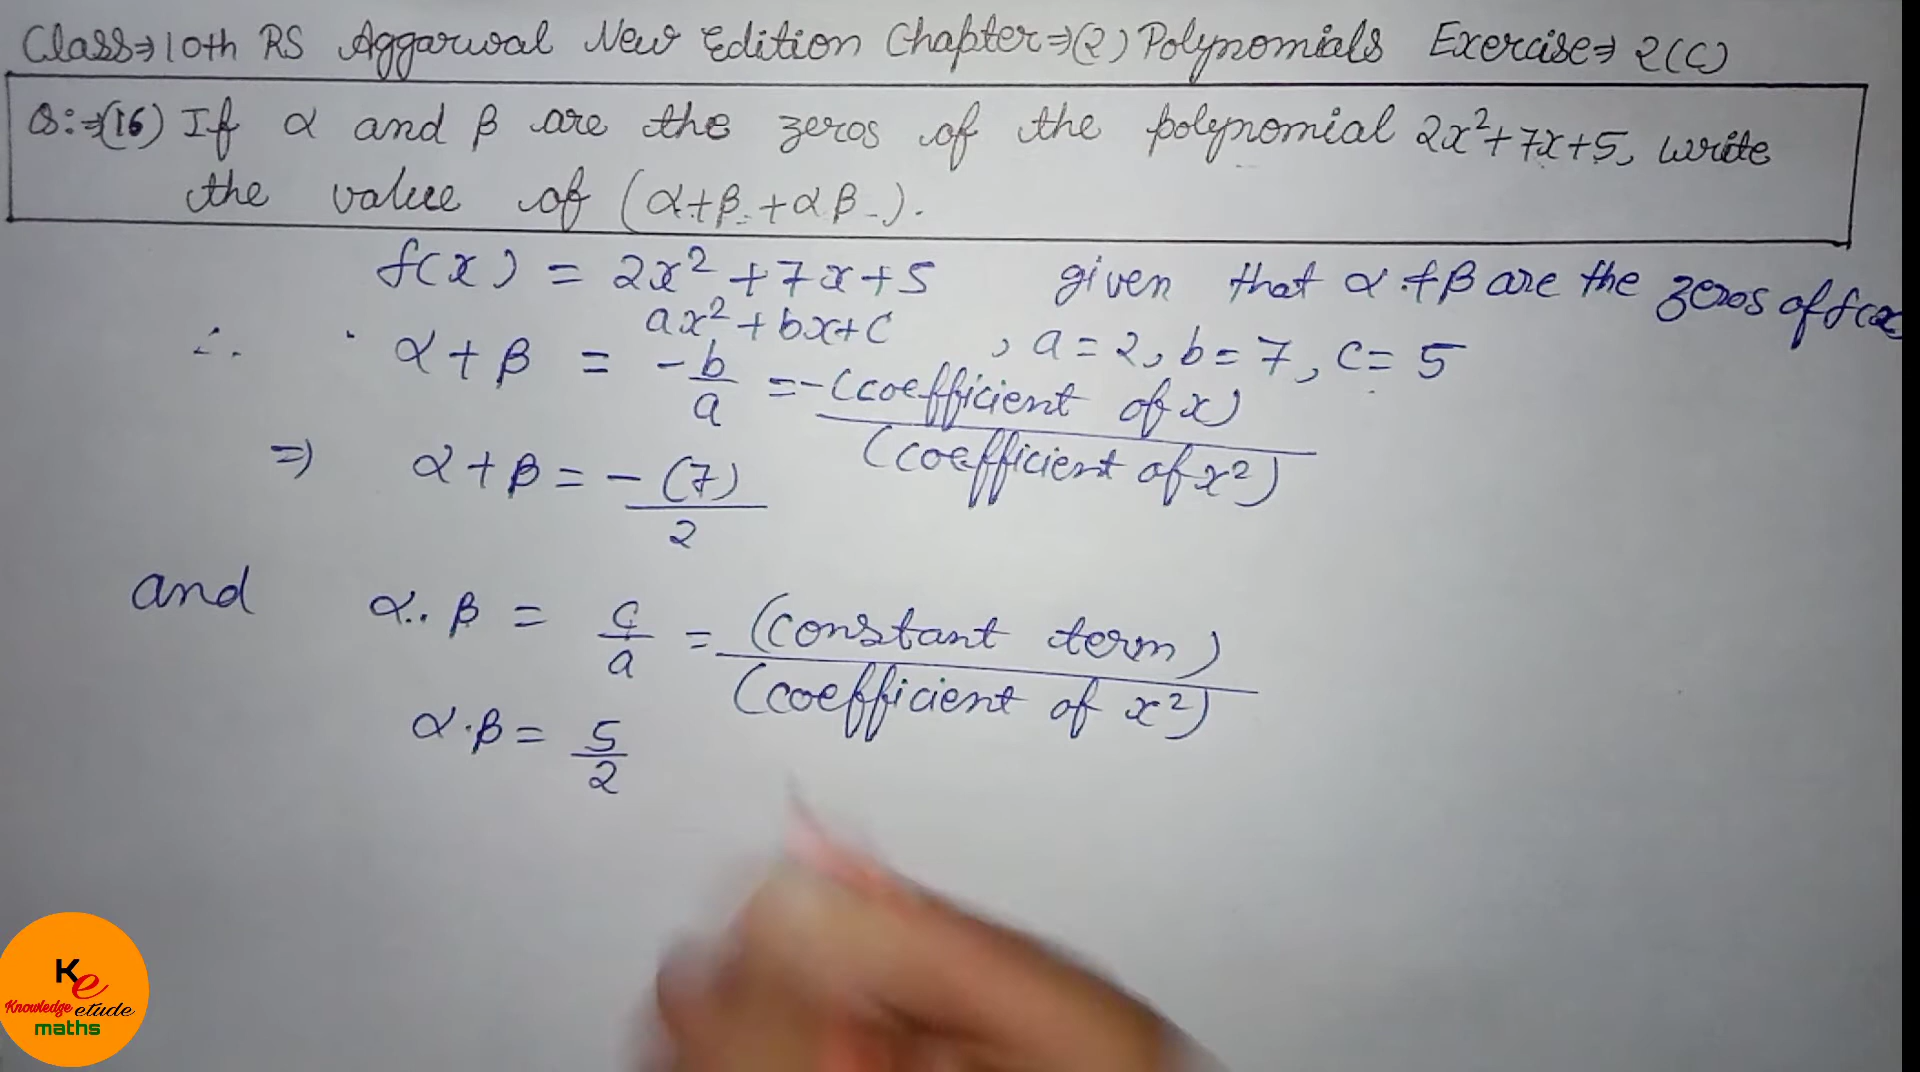 Class⇒10th RS Aggarwal New Edition Chapter⇒(2) Polynomials Exercise⇒2(C)
Q:⇒(16) If α and β are the zeros of the polynomial 2x²+7x+5, write
the value of (α+β+αβ).
f(x) = 2x²+7x+5 given that α & β are the zeros of f(x)
ax²+bx+c , a=2, b=7, c=5
∴ α+β = -b/a = -(coefficient of x)/(coefficient of x²)
⇒ α+β = -(7)/2
and α.β = c/a = (constant term)/(coefficient of x²)
α.β = 5/2
Ke
Knowledge etude
maths